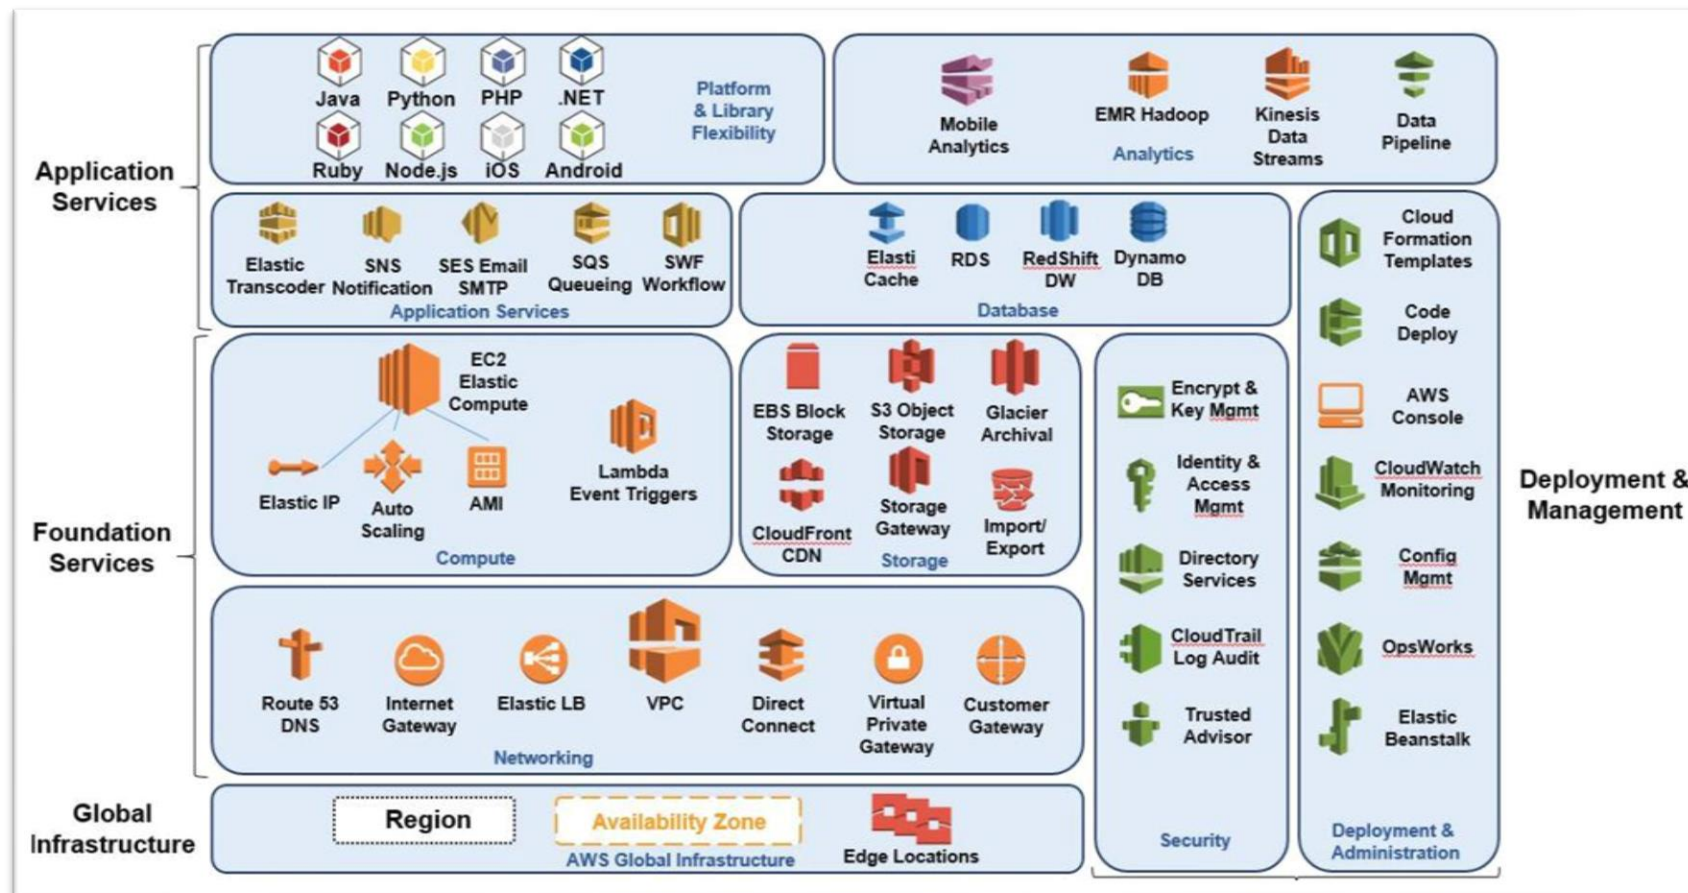 Application
Services
Java
Python
PHP
.NET
Ruby
Node.js
iOS
Android
Platform
& Library
Flexibility
Mobile
Analytics
EMR Hadoop
Kinesis
Data
Streams
Data
Pipeline
Analytics
Elastic
Transcoder
SNS
Notification
SES Email
SMTP
SQS
Queueing
SWF
Workflow
Application Services
Elasti
Cache
RDS
RedShift
DW
Dynamo
DB
Database
Foundation
Services
EC2
Elastic
Compute
Elastic IP
Auto
Scaling
AMI
Lambda
Event Triggers
Compute
EBS Block
Storage
S3 Object
Storage
Glacier
Archival
CloudFront
CDN
Storage
Gateway
Import/
Export
Storage
Route 53
DNS
Internet
Gateway
Elastic LB
VPC
Direct
Connect
Virtual
Private
Gateway
Customer
Gateway
Networking
Global
Infrastructure
Region
Availability Zone
Edge Locations
AWS Global Infrastructure
Encrypt &
Key Mgmt
Identity &
Access
Mgmt
Directory
Services
CloudTrail
Log Audit
Trusted
Advisor
Security
Cloud
Formation
Templates
Code
Deploy
AWS
Console
CloudWatch
Monitoring
Config
Mgmt
OpsWorks
Elastic
Beanstalk
Deployment &
Administration
Deployment &
Management